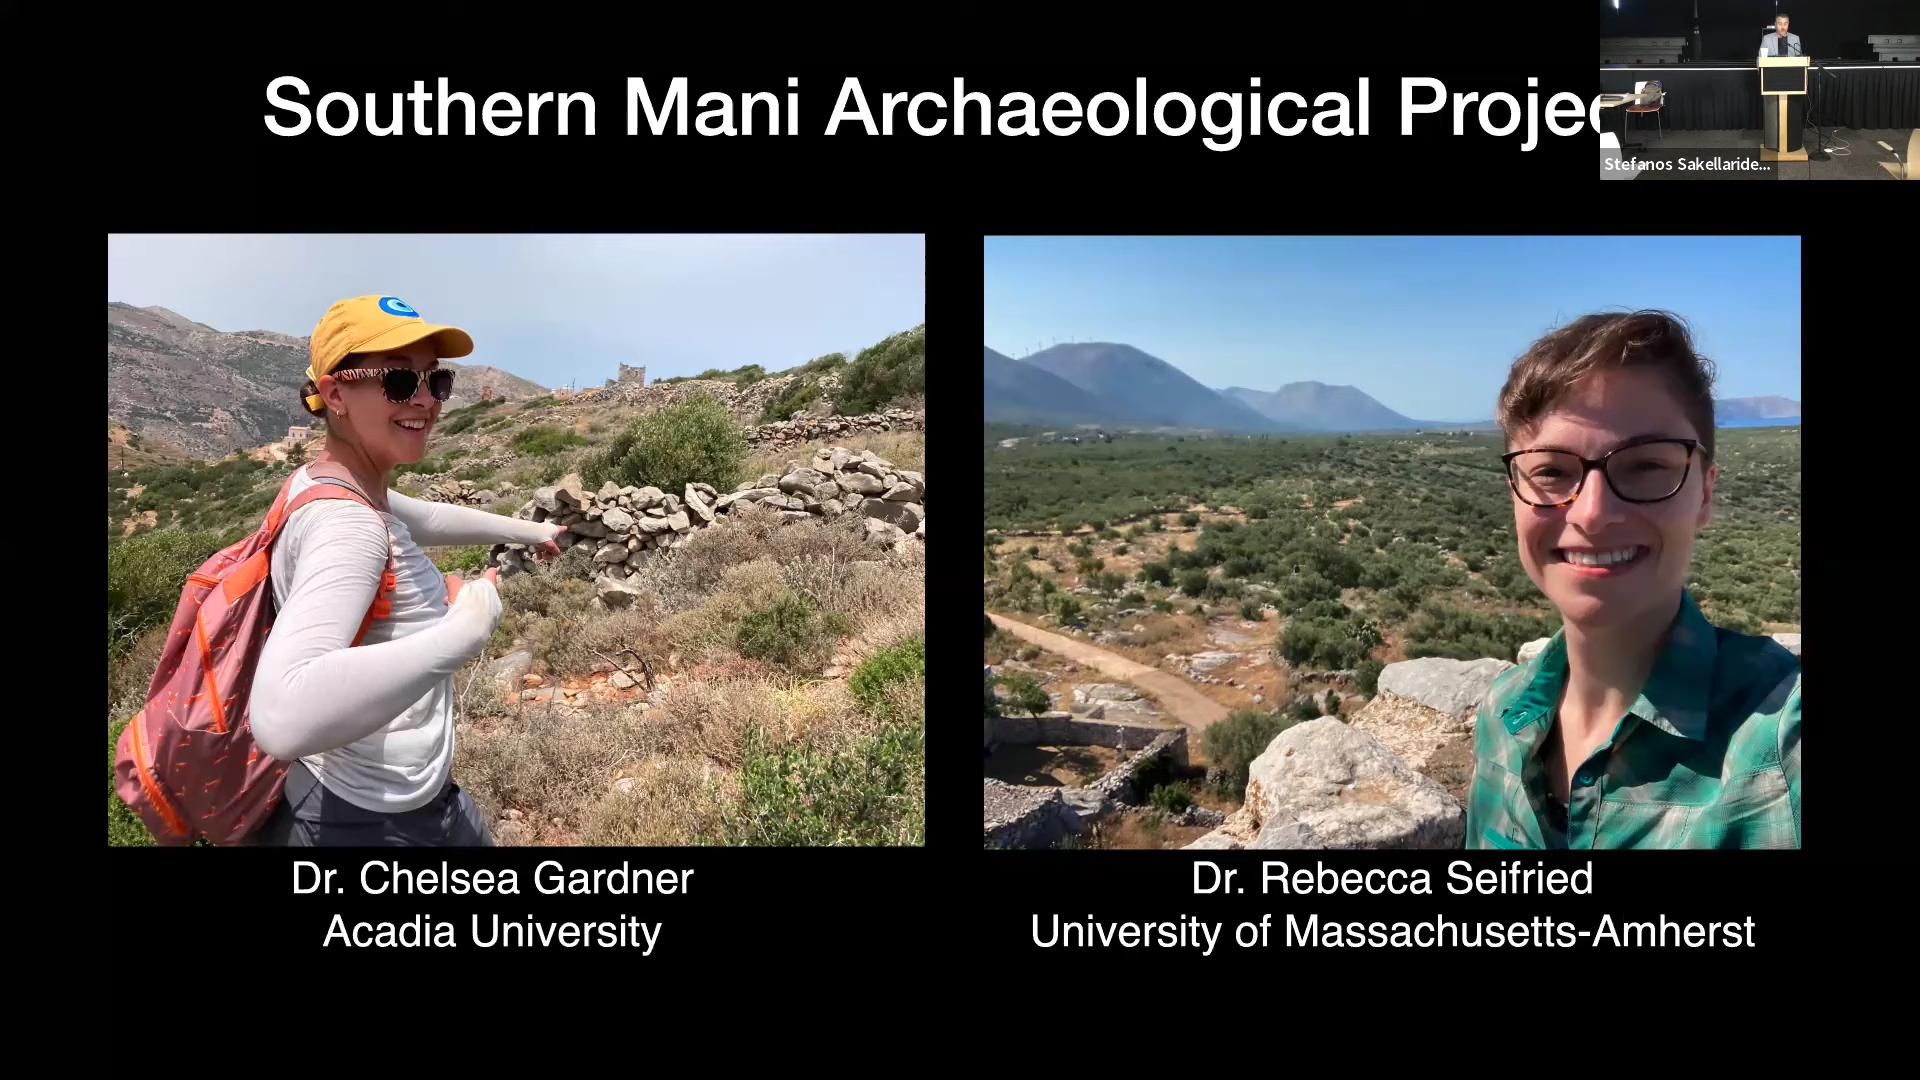 Southern Mani Archaeological Projec
Stefanos Sakellaride...
Dr. Chelsea Gardner
Acadia University
Dr. Rebecca Seifried
University of Massachusetts-Amherst